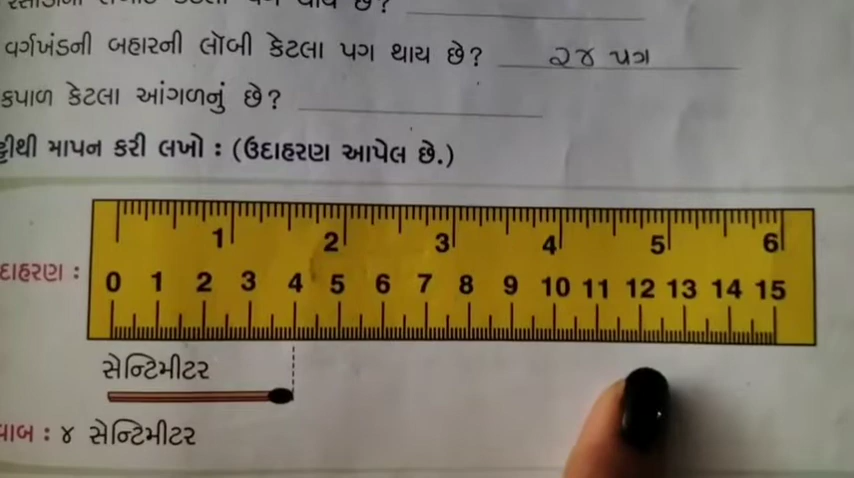 વર્ગખંડની બહારની લૉબી કેટલા પગ થાય છે? ૨૪ પગ
કપાળ કેટલા આંગળનું છે?
માપન કરી લખો : (ઉદાહરણ આપેલ છે.)
1 2 3 4 5 6
0 1 2 3 4 5 6 7 8 9 10 11 12 13 14 15
સેન્ટિમીટર
૪ સેન્ટિમીટર